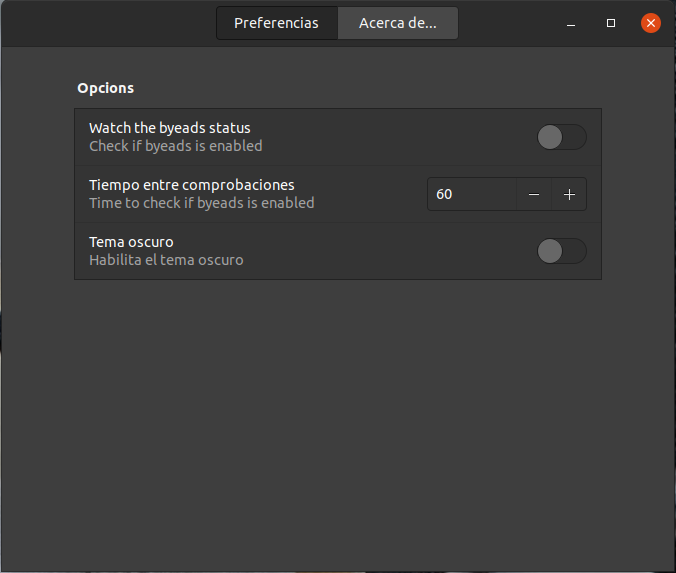 Preferencias
Acerca de...
Opcions
Watch the byeads status
Check if byeads is enabled
Tiempo entre comprobaciones
Time to check if byeads is enabled
60
Tema oscuro
Habilita el tema oscuro